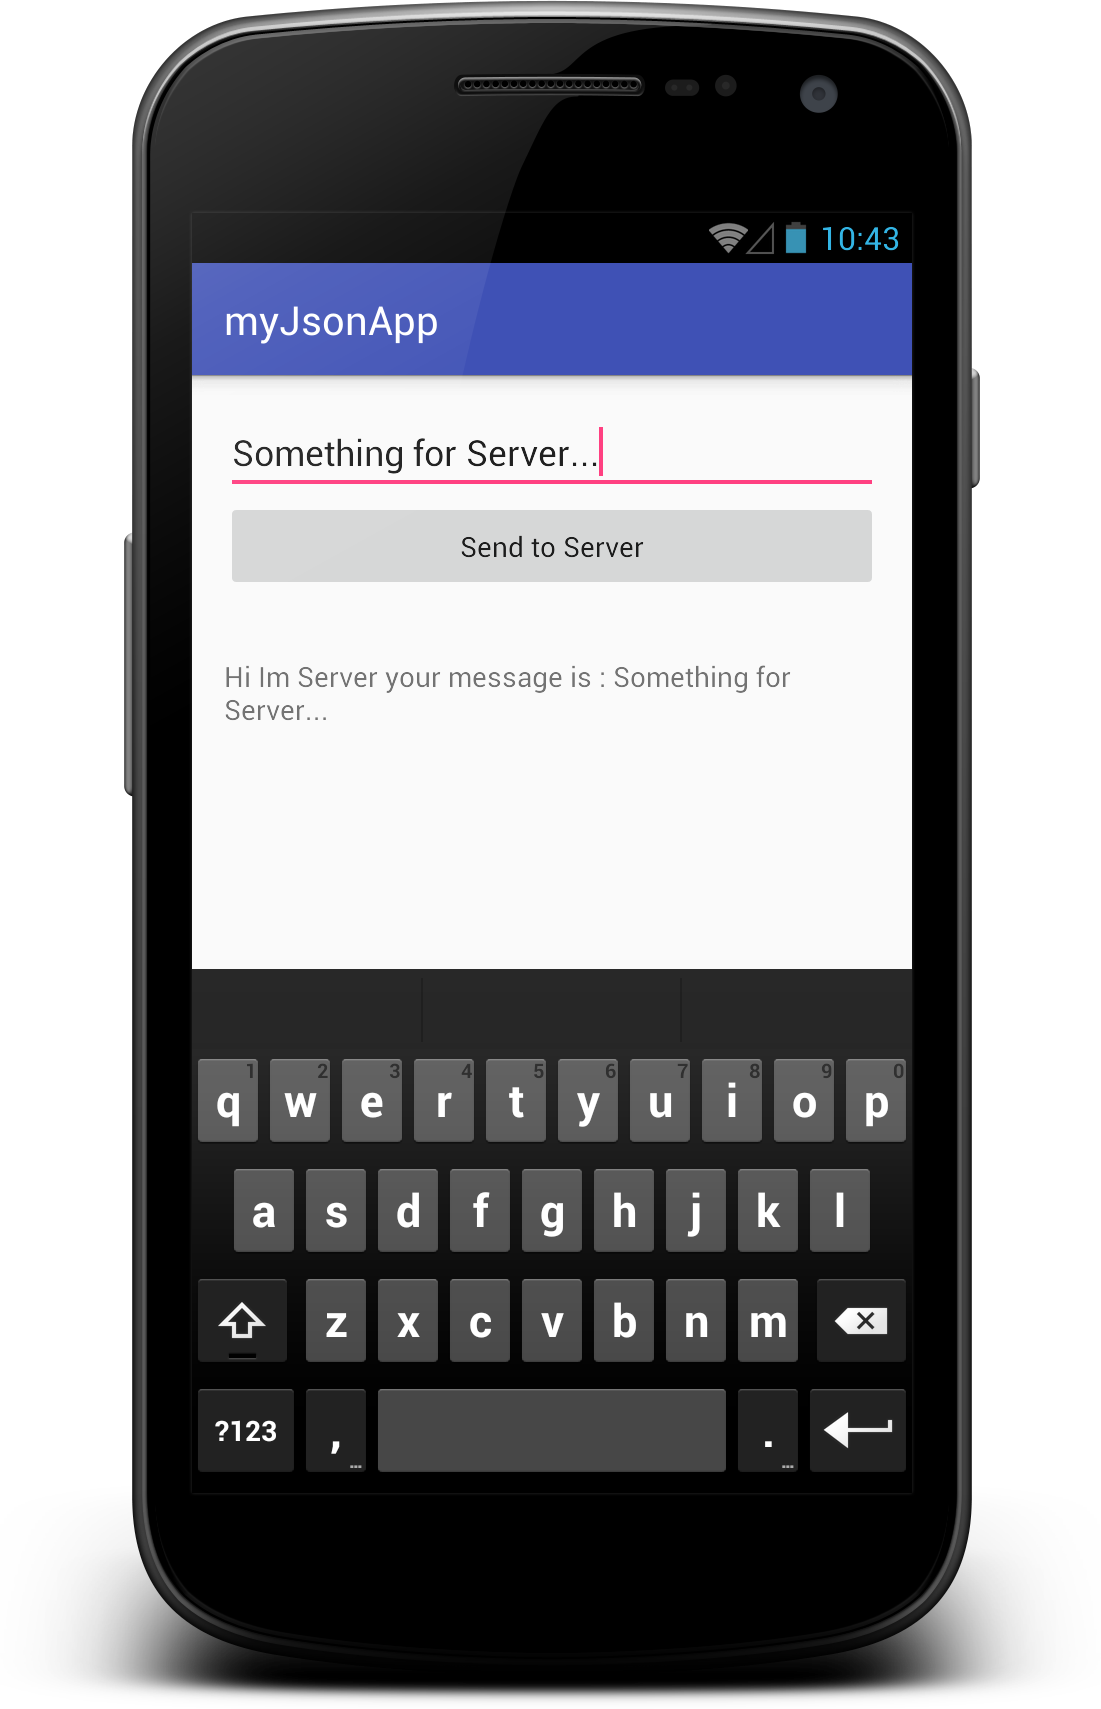 10:43
myJsonApp
Something for Server...
Send to Server
Hi Im Server your message is : Something for
Server...
1 2 3 4 5 6 7 8 9 0
q w e r t y u i o p
a s d f g h j k l
z x c v b n m
?123 , ... . ...